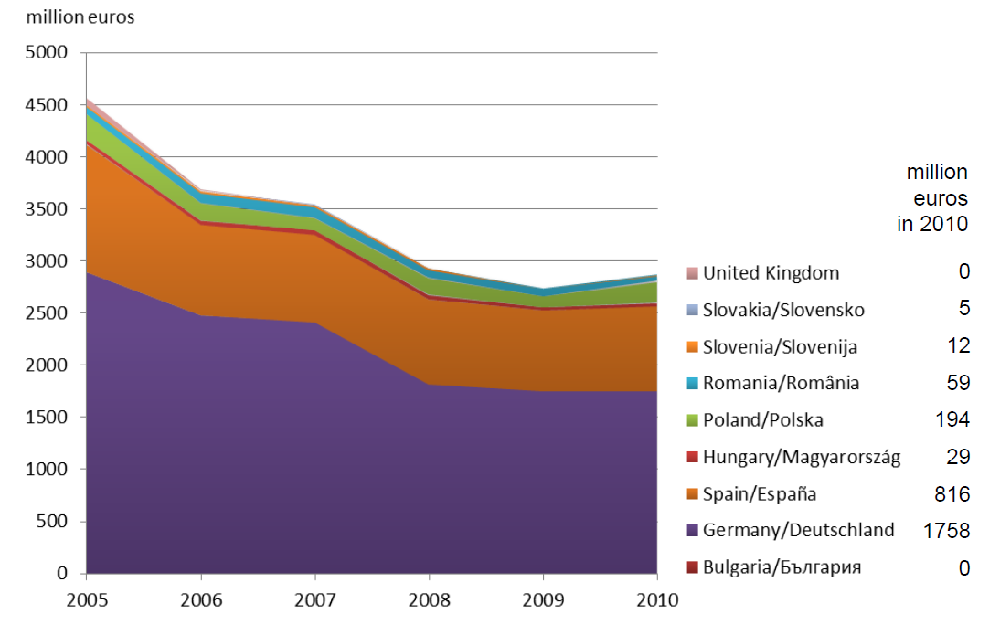 million euros
5000
4500
4000
3500
3000
2500
2000
1500
1000
500
0
2005 2006 2007 2008 2009 2010
million
euros
in 2010
United Kingdom 0
Slovakia/Slovensko 5
Slovenia/Slovenija 12
Romania/România 59
Poland/Polska 194
Hungary/Magyarország 29
Spain/España 816
Germany/Deutschland 1758
Bulgaria/България 0